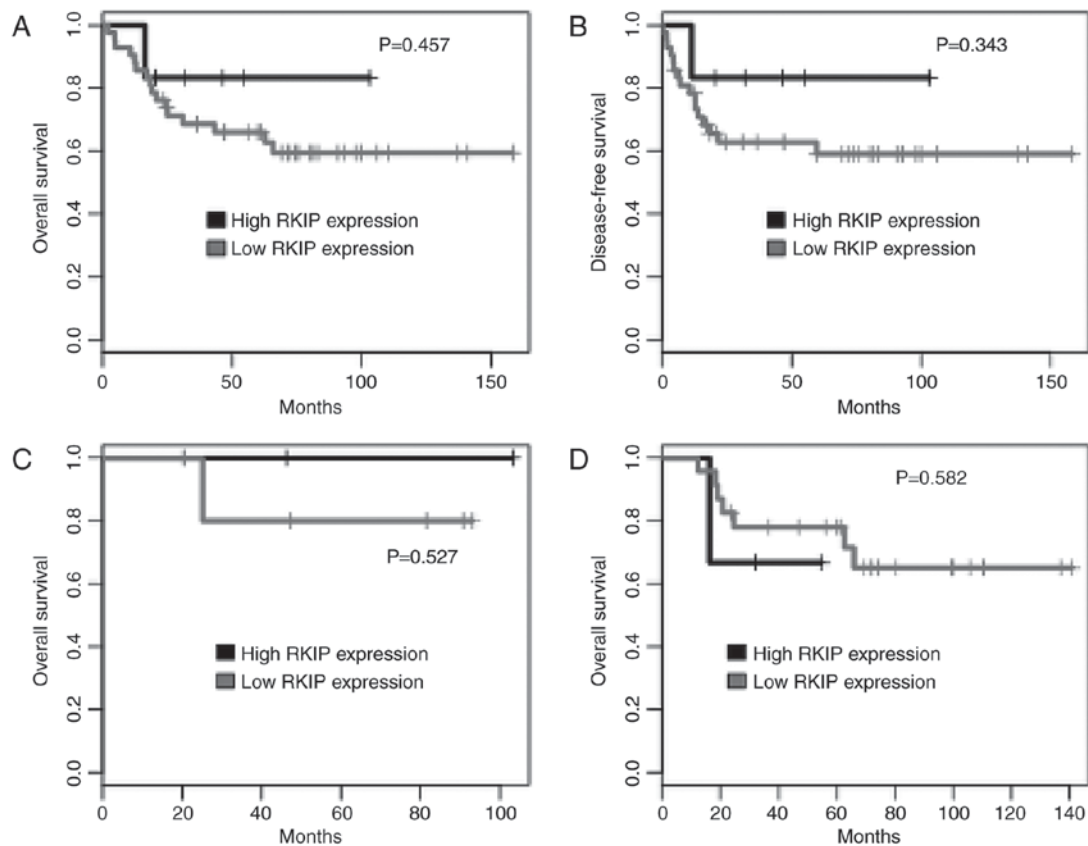 A
P=0.457
Overall survival
1.0
0.8
0.6
0.4
0.2
0.0
High RKIP expression
Low RKIP expression
0 50 100 150
Months
B
P=0.343
Disease-free survival
1.0
0.8
0.6
0.4
0.2
0.0
High RKIP expression
Low RKIP expression
0 50 100 150
Months
C
P=0.527
Overall survival
1.0
0.8
0.6
0.4
0.2
0.0
High RKIP expression
Low RKIP expression
0 20 40 60 80 100
Months
D
P=0.582
Overall survival
1.0
0.8
0.6
0.4
0.2
0.0
High RKIP expression
Low RKIP expression
0 20 40 60 80 100 120 140
Months